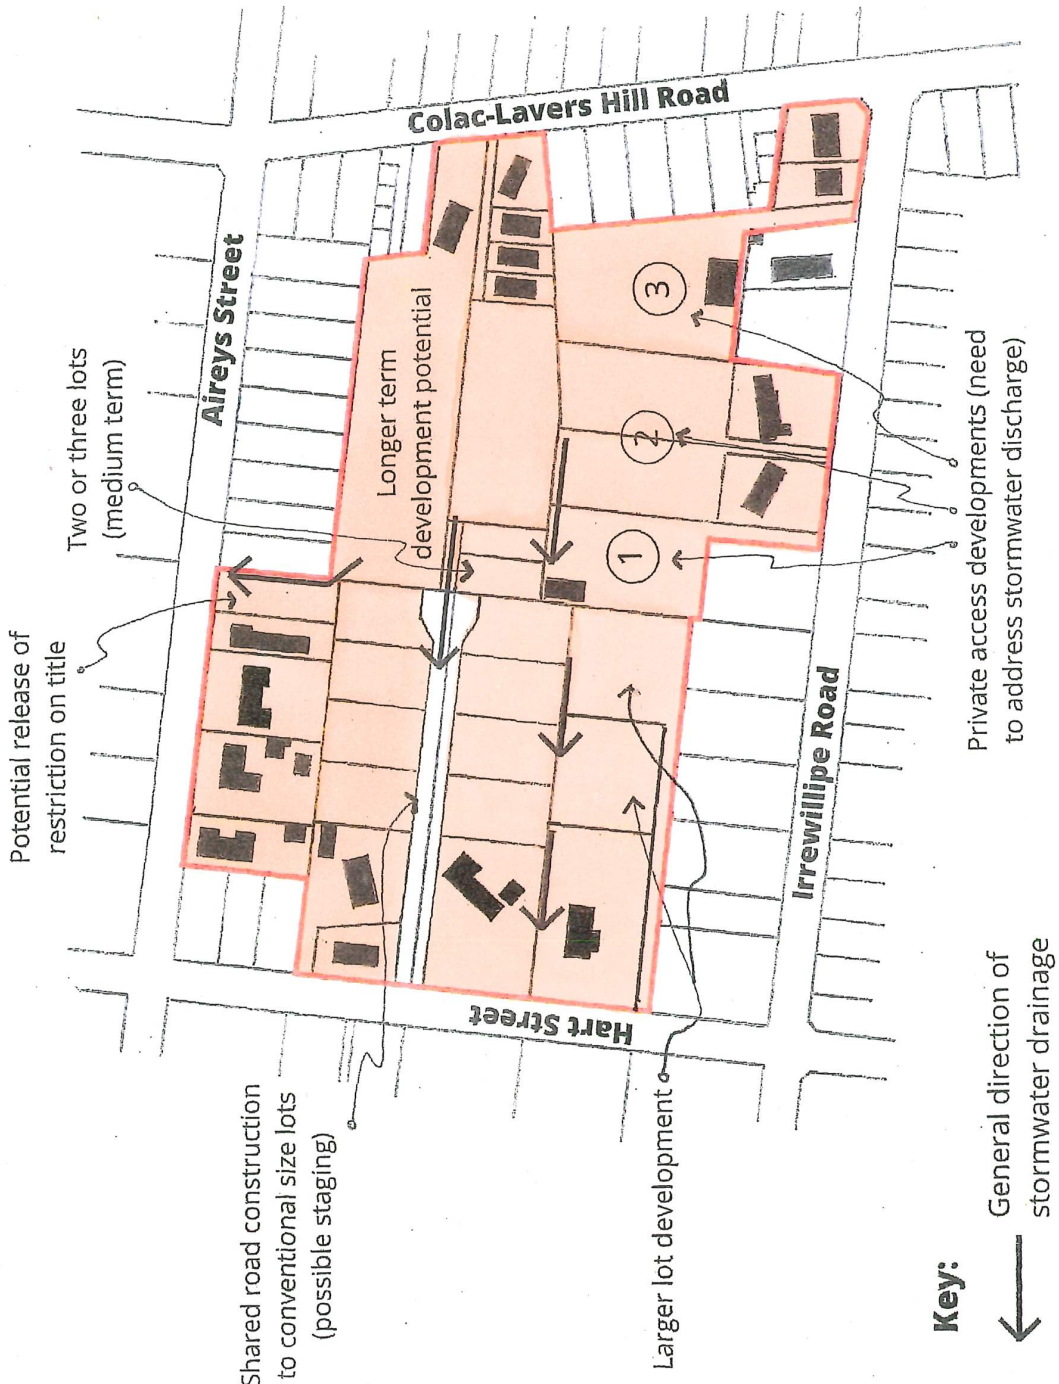 Potential release of
restriction on title
Two or three lots
(medium term)
Aireys Street
Colac-Lavers Hill Road
Longer term
development potential
Shared road construction
to conventional size lots
(possible staging)
Hart Street
1
2
3
Larger lot development
Irrewillipe Road
Private access developments (need
to address stormwater discharge)
Key:
General direction of
stormwater drainage